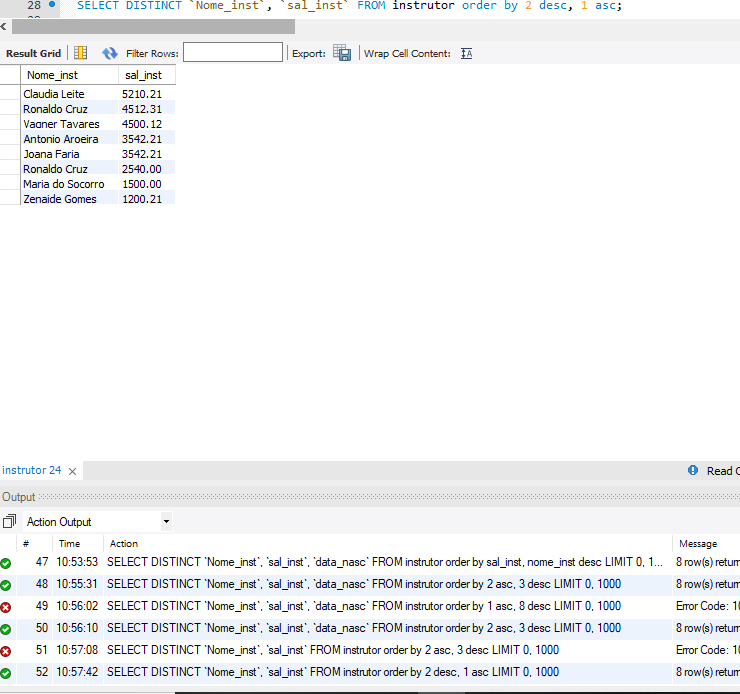 28 SELECT DISTINCT `Nome_inst`, `sal_inst` FROM instrutor order by 2 desc, 1 asc;
Result Grid Filter Rows: Export: Wrap Cell Content:
Nome_inst sal_inst
Claudia Leite 5210.21
Ronaldo Cruz 4512.31
Vagner Tavares 4500.12
Antonio Aroeira 3542.21
Joana Faria 3542.21
Ronaldo Cruz 2540.00
Maria do Socorro 1500.00
Zenaide Gomes 1200.21
instrutor 24 Read
Output
Action Output
# Time Action Message
47 10:53:53 SELECT DISTINCT `Nome_inst`, `sal_inst`, `data_nasc` FROM instrutor order by sal_inst, nome_inst desc LIMIT 0, 1... 8 row(s) return
48 10:55:31 SELECT DISTINCT `Nome_inst`, `sal_inst`, `data_nasc` FROM instrutor order by 2 asc, 3 desc LIMIT 0, 1000 8 row(s) return
49 10:56:02 SELECT DISTINCT `Nome_inst`, `sal_inst`, `data_nasc` FROM instrutor order by 1 asc, 8 desc LIMIT 0, 1000 Error Code: 10
50 10:56:10 SELECT DISTINCT `Nome_inst`, `sal_inst`, `data_nasc` FROM instrutor order by 2 asc, 3 desc LIMIT 0, 1000 8 row(s) return
51 10:57:08 SELECT DISTINCT `Nome_inst`, `sal_inst` FROM instrutor order by 2 asc, 3 desc LIMIT 0, 1000 Error Code: 10
52 10:57:42 SELECT DISTINCT `Nome_inst`, `sal_inst` FROM instrutor order by 2 desc, 1 asc LIMIT 0, 1000 8 row(s) return